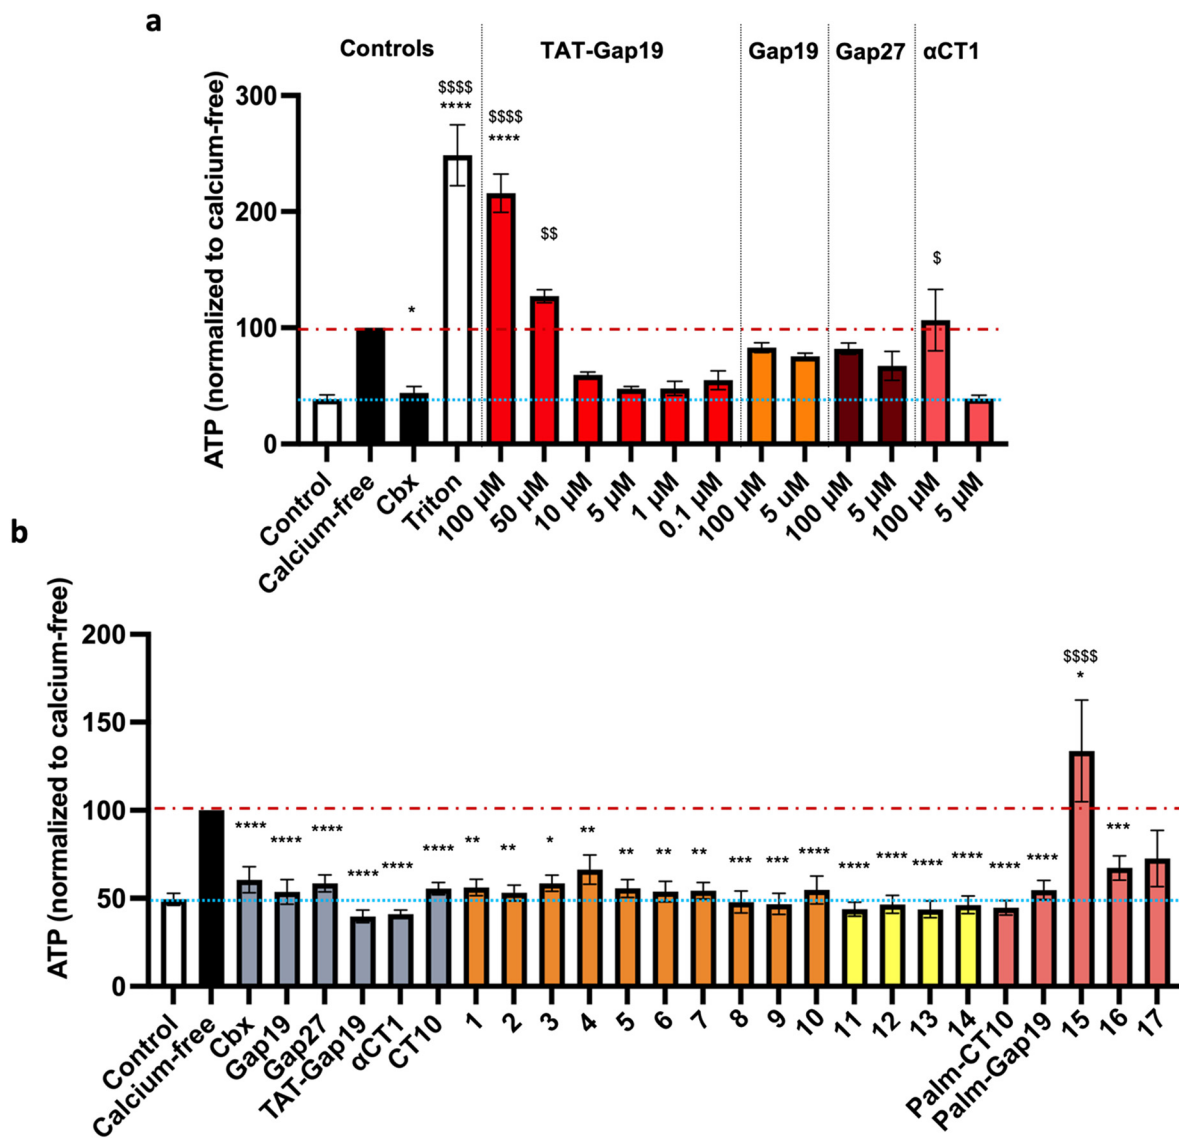 a
Controls TAT-Gap19 Gap19 Gap27 αCT1
ATP (normalized to calcium-free)
300
200
100
0
$$$$
****
$$$$
****
$$
*
$
Control
Calcium-free
Cbx
Triton
100 µM
50 µM
10 µM
5 µM
1 µM
0.1 µM
100 µM
5 uM
100 µM
5 µM
100 µM
5 µM
b
ATP (normalized to calcium-free)
200
150
100
50
0
****
****
****
****
****
****
**
**
*
**
**
**
**
***
***
****
****
****
****
****
****
****
$$$$
*
***
Control
Calcium-free
Cbx
Gap19
Gap27
TAT-Gap19
αCT1
CT10
1
2
3
4
5
6
7
8
9
10
11
12
13
14
Palm-CT10
Palm-Gap19
15
16
17